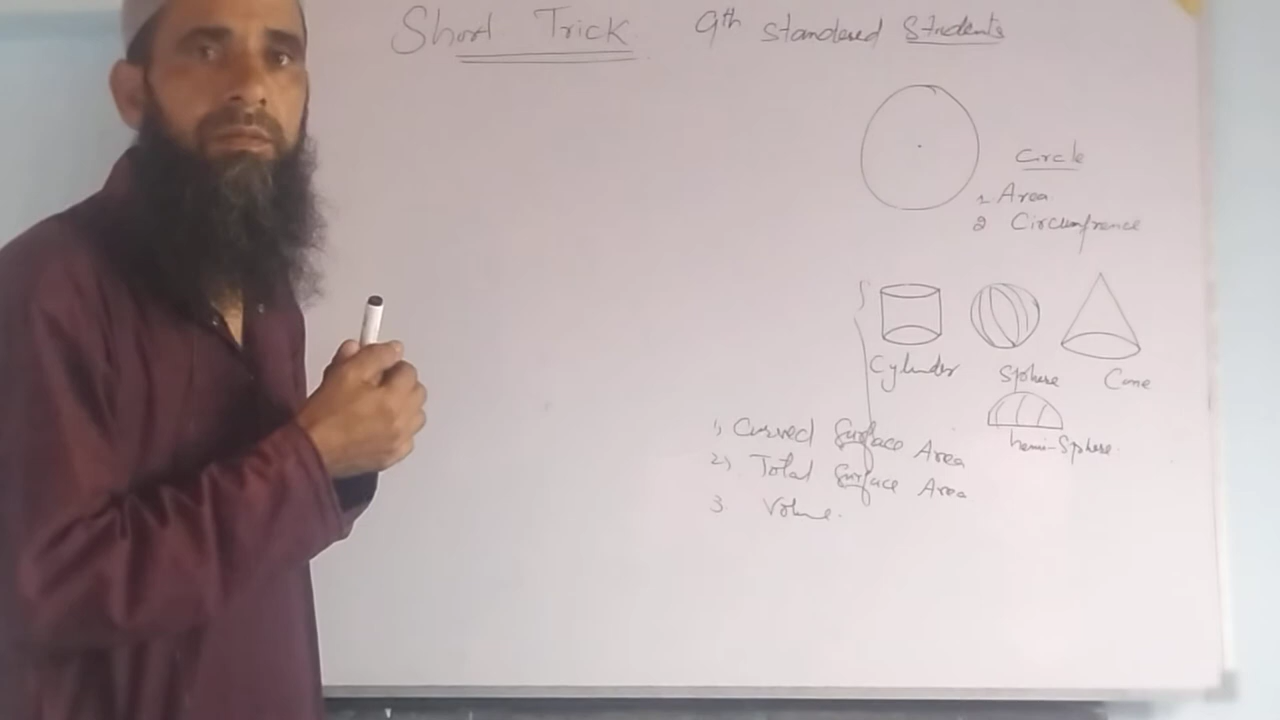 Short Trick 9th Standered Students
Circle
1 Area
2 Circumfrence
Cylinder Sphere Cone
hemi-Sphere
1) Curved Surface Area
2) Total Surface Area
3 Volume.